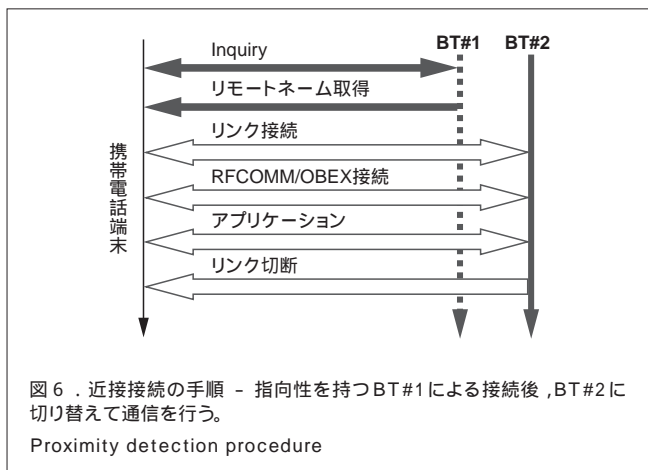 Inquiry
BT#1
BT#2
リモートネーム取得
リンク接続
RFCOMM/OBEX接続
アプリケーション
リンク切断
携帯電話端末
図6．近接接続の手順 － 指向性を持つBT#1による接続後,BT#2に
切り替えて通信を行う。
Proximity detection procedure